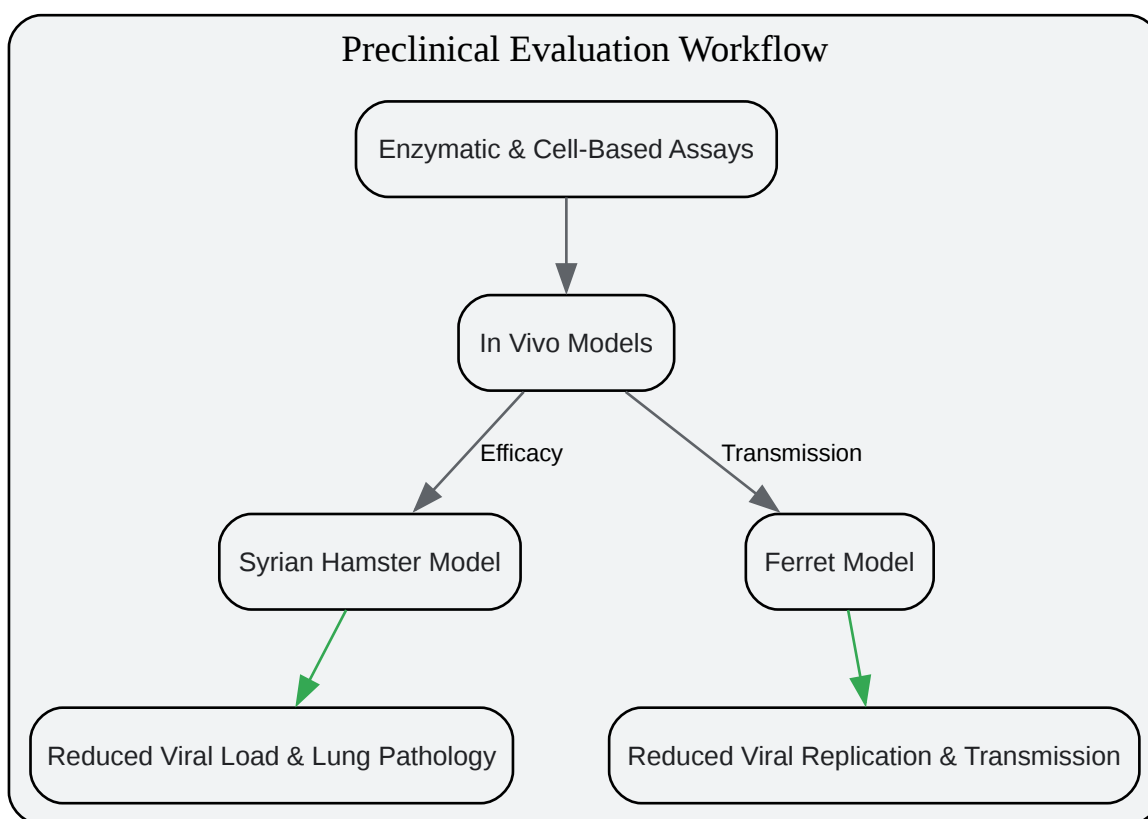 Preclinical Evaluation Workflow
Enzymatic & Cell-Based Assays
In Vivo Models
Efficacy
Transmission
Syrian Hamster Model
Ferret Model
Reduced Viral Load & Lung Pathology
Reduced Viral Replication & Transmission